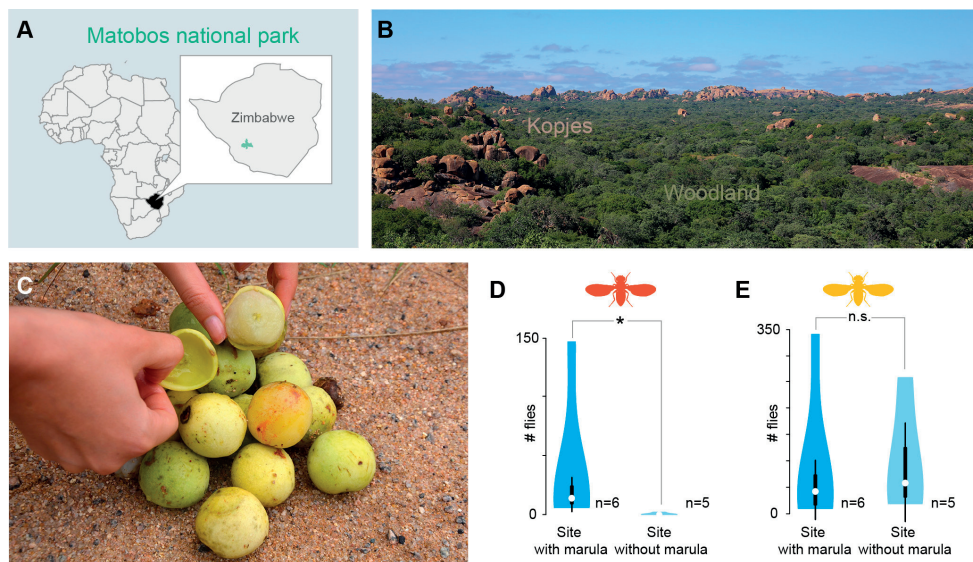 A
Matobos national park
Zimbabwe
B
Kopjes
Woodland
C
D
*
150
# flies
0
n=6
n=5
Site
with marula
Site
without marula
E
n.s.
350
# flies
0
n=6
n=5
Site
with marula
Site
without marula